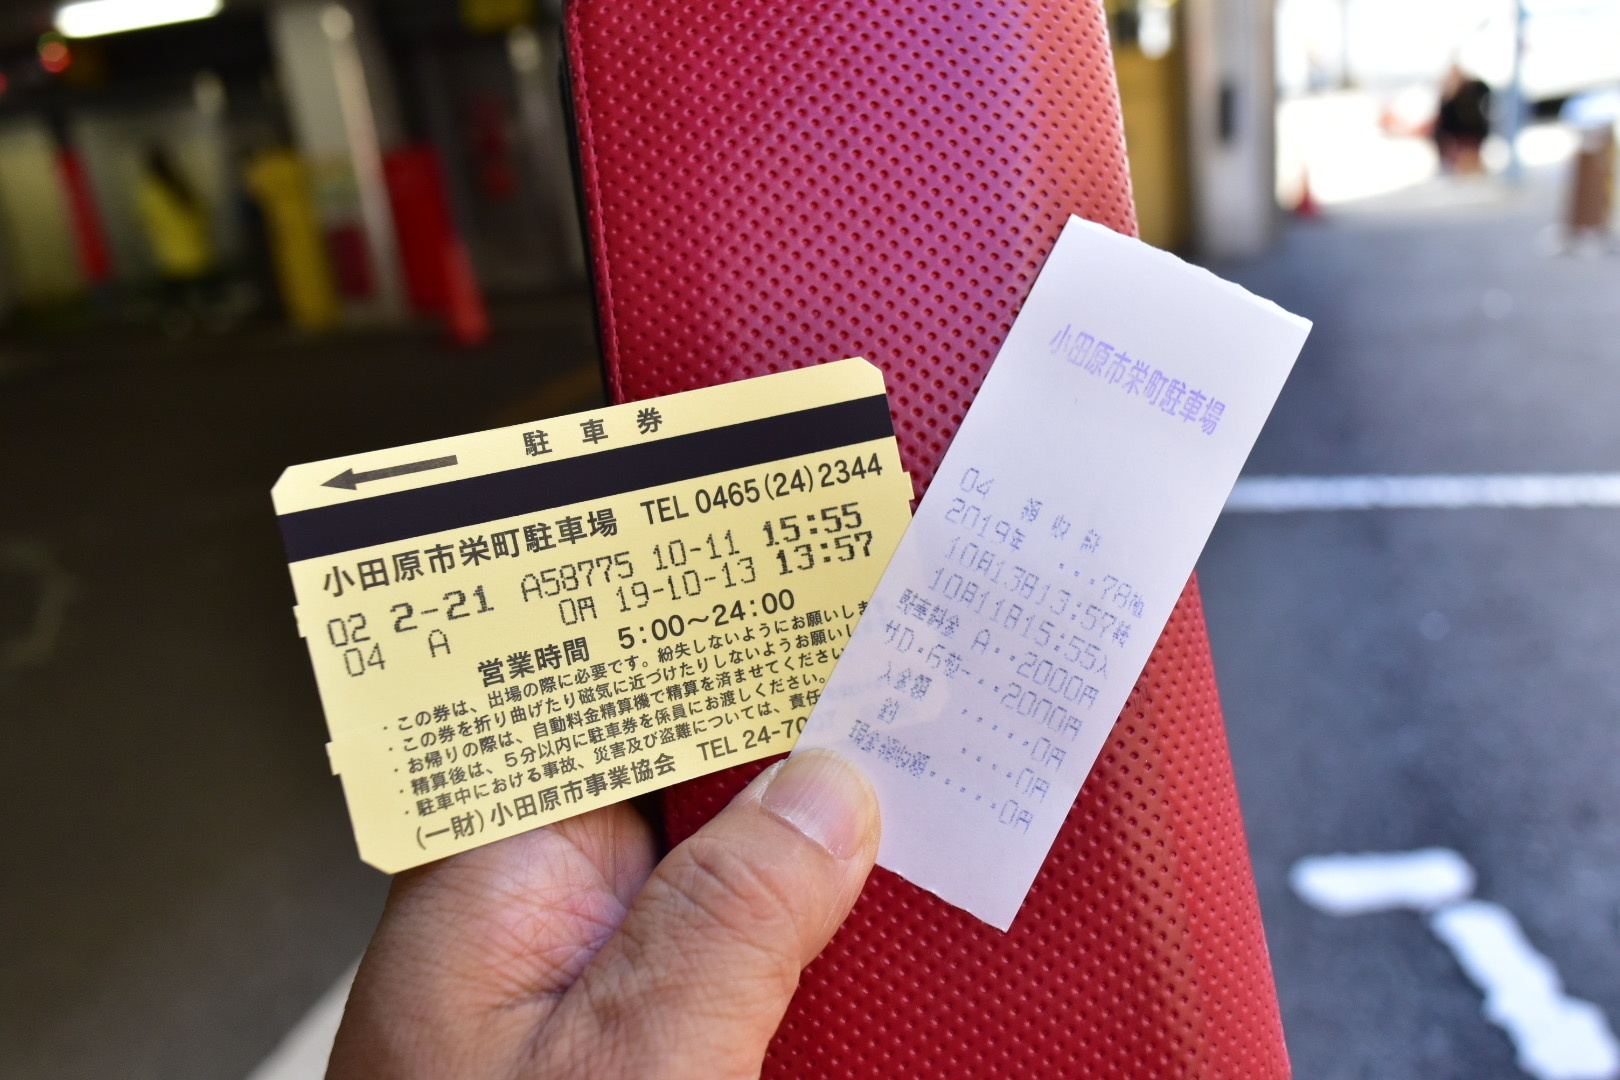 駐車券
小田原市栄町駐車場 TEL 0465(24)2344
02 2-21 A58775 10-11 15:55
04 A 0円 19-10-13 13:57
営業時間 5:00～24:00
・この券は、出場の際に必要です。紛失しないようにお願いしま
・この券を折り曲げたり磁気に近づけたりしないようお願いし
・お帰りの際は、自動料金精算機で精算を済ませてください
・精算後は、5分以内に駐車券を係員にお渡しください。
・駐車中における事故、災害及び盗難については、責任
(一財)小田原市事業協会 TEL 24-70
小田原市栄町駐車場
04 領収証
2019年 ...78
10月13日13:57
10月11日15:55入
駐車料金 A..2000円
サ...2000円
入金額 ....0円
釣 ....0円
現金領収額.....0円